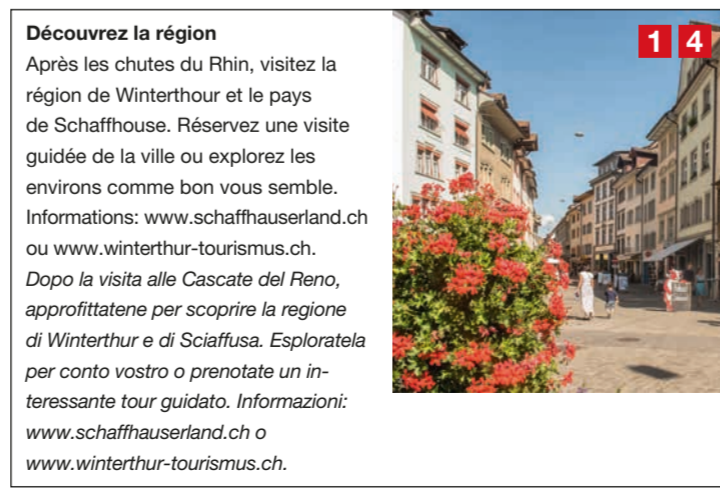 Découvrez la région
Après les chutes du Rhin, visitez la
région de Winterthour et le pays
de Schaffhouse. Réservez une visite
guidée de la ville ou explorez les
environs comme bon vous semble.
Informations: www.schaffhauserland.ch
ou www.winterthur-tourismus.ch.
Dopo la visita alle Cascate del Reno,
approfittatene per scoprire la regione
di Winterthur e di Sciaffusa. Esploratela
per conto vostro o prenotate un in-
teressante tour guidato. Informazioni:
www.schaffhauserland.ch o
www.winterthur-tourismus.ch.
1 4